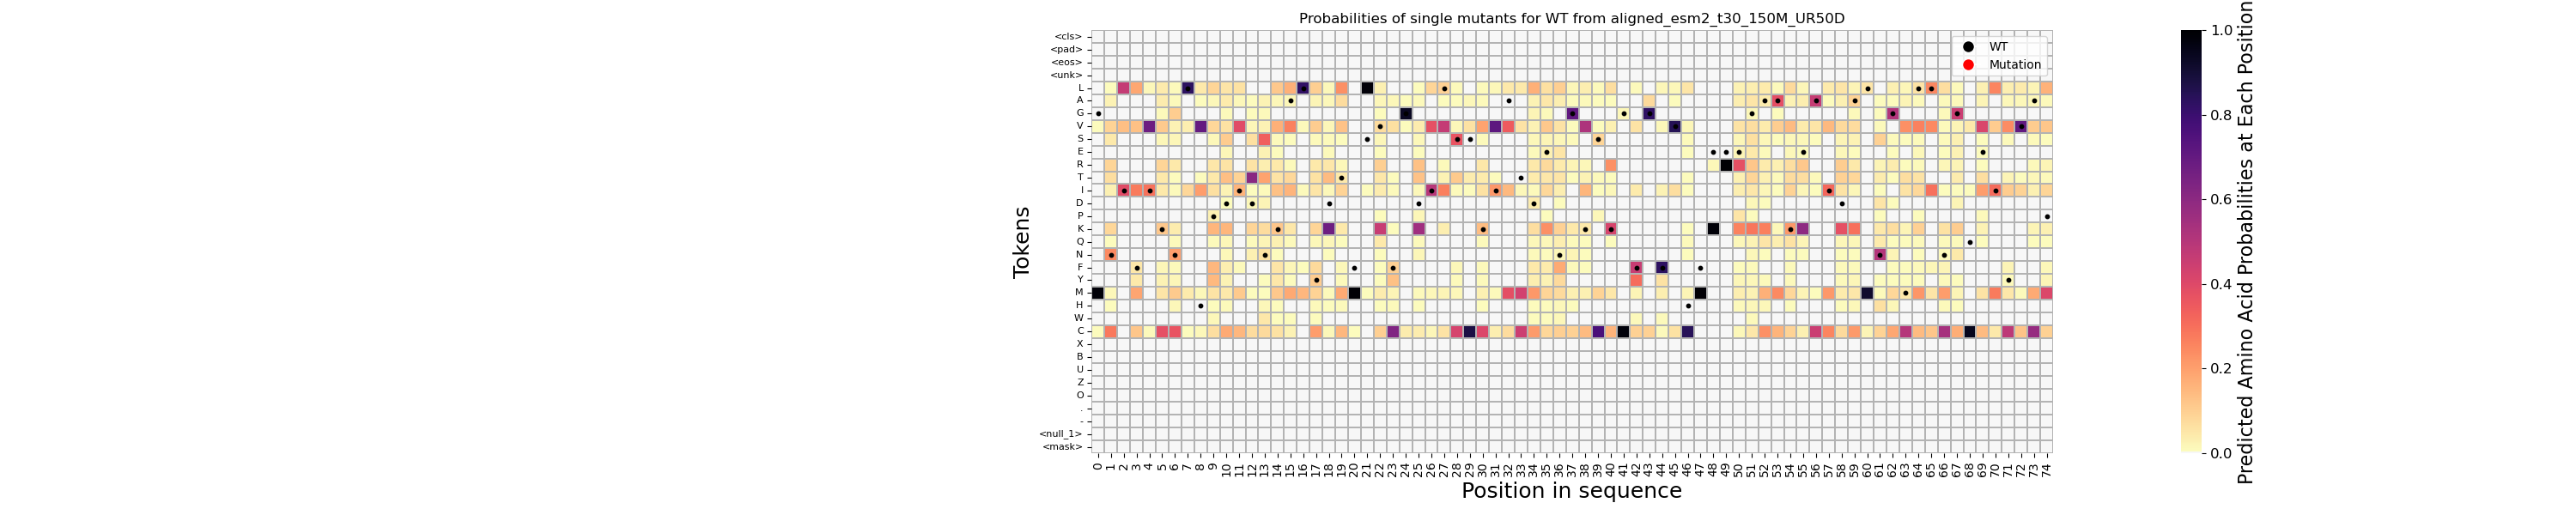 Probabilities of single mutants for WT from aligned_esm2_t30_150M_UR50D
<cls>
<pad>
<eos>
<unk>
L
A
G
V
S
E
R
T
I
D
P
K
Q
N
F
Y
M
H
W
C
X
B
U
Z
O
.
-
<null_1>
<mask>
Tokens
0 1 2 3 4 5 6 7 8 9 10 11 12 13 14 15 16 17 18 19 20 21 22 23 24 25 26 27 28 29 30 31 32 33 34 35 36 37 38 39 40 41 42 43 44 45 46 47 48 49 50 51 52 53 54 55 56 57 58 59 60 61 62 63 64 65 66 67 68 69 70 71 72 73 74
Position in sequence
WT
Mutation
1.0
0.8
0.6
0.4
0.2
0.0
Predicted Amino Acid Probabilities at Each Position